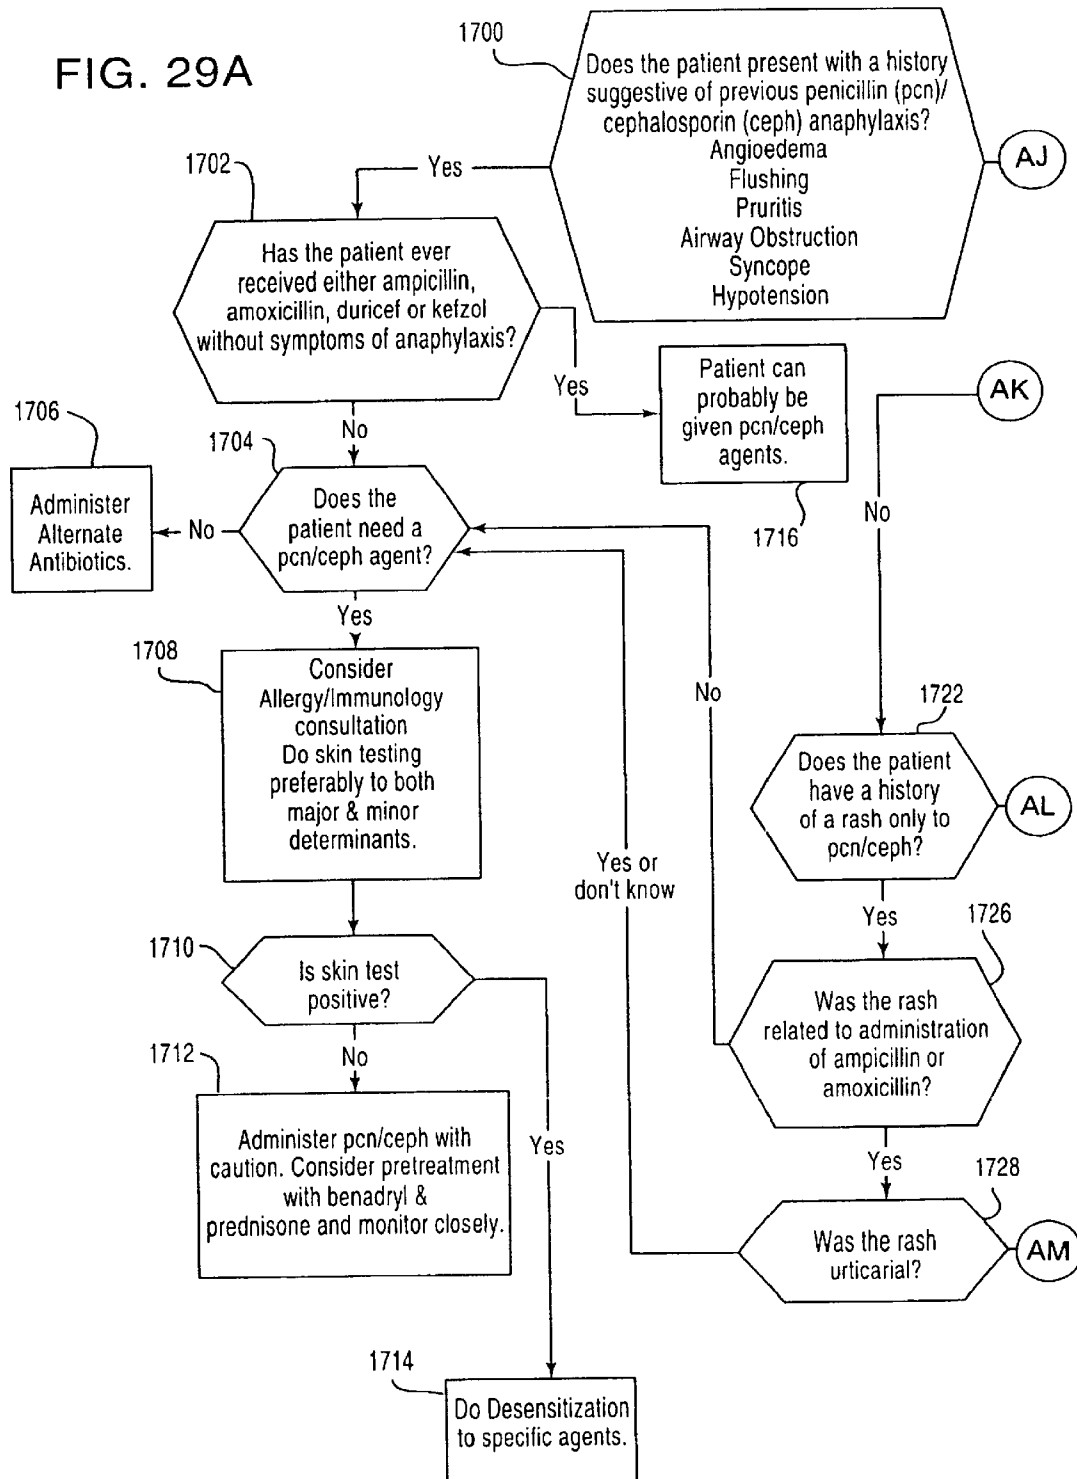 FIG. 29A
1700
Does the patient present with a history
suggestive of previous penicillin (pcn)/
cephalosporin (ceph) anaphylaxis?
Angioedema
Flushing
Pruritis
Airway Obstruction
Syncope
Hypotension
AJ
Yes
1702
Has the patient ever
received either ampicillin,
amoxicillin, duricef or kefzol
without symptoms of anaphylaxis?
Yes
Patient can
probably be
given pcn/ceph
agents.
1716
AK
No
No
1704
Does the
patient need a
pcn/ceph agent?
No
1706
Administer
Alternate
Antibiotics.
Yes
1708
Consider
Allergy/Immunology
consultation
Do skin testing
preferably to both
major & minor
determinants.
No
1722
Does the patient
have a history
of a rash only to
pcn/ceph?
AL
Yes or
don't know
Yes
1726
Was the rash
related to administration
of ampicillin or
amoxicillin?
1710
Is skin test
positive?
No
1712
Administer pcn/ceph with
caution. Consider pretreatment
with benadryl &
prednisone and monitor closely.
Yes
Yes
1728
Was the rash
urticarial?
AM
1714
Do Desensitization
to specific agents.